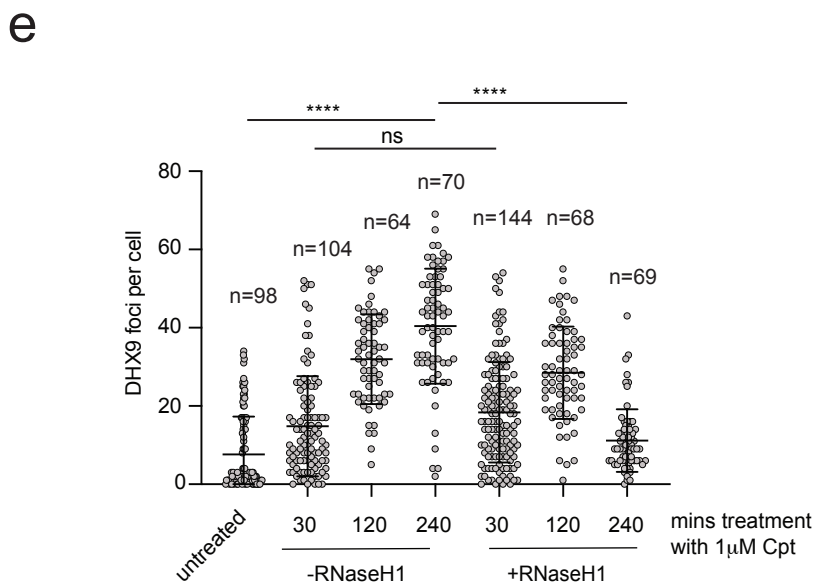 e
****
****
ns
80
60
40
20
0
DHX9 foci per cell
n=98
n=104
n=64
n=70
n=144
n=68
n=69
untreated
30
120
240
30
120
240
mins treatment
with 1μM Cpt
-RNaseH1
+RNaseH1